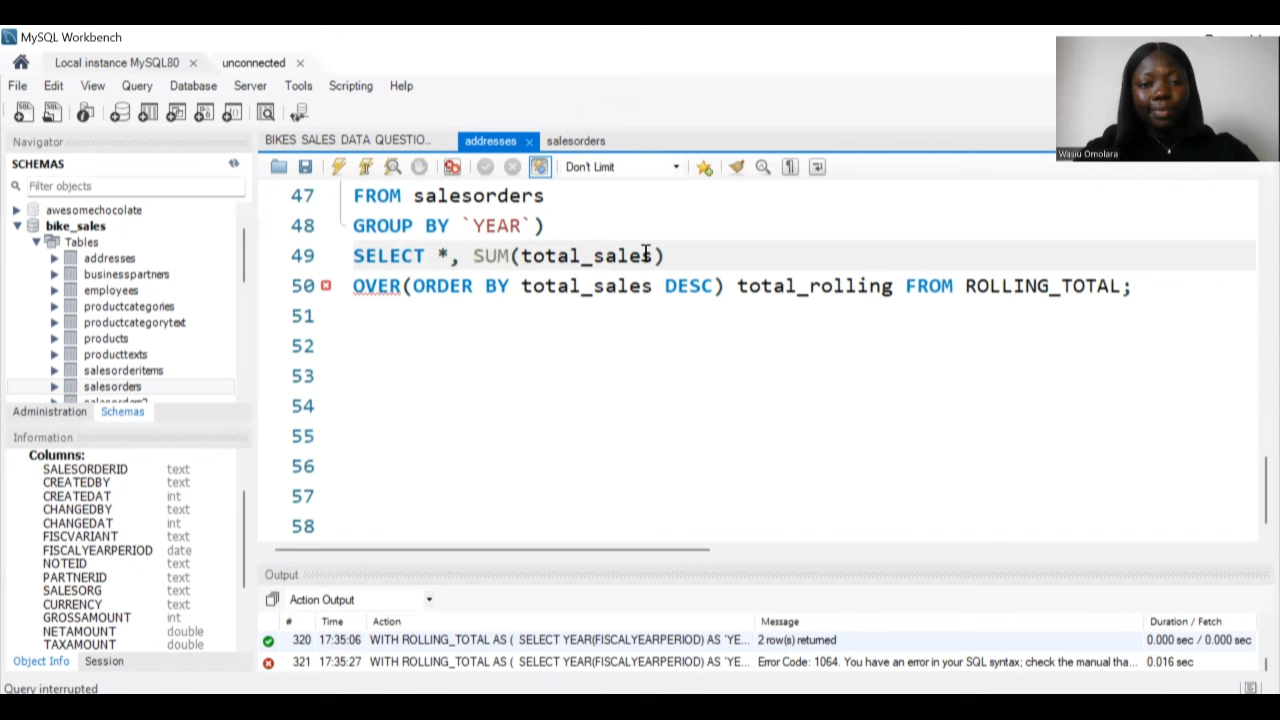 MySQL Workbench
Local instance MySQL80
unconnected
File Edit View Query Database Server Tools Scripting Help
Navigator
SCHEMAS
Filter objects
awesomechocolate
bike_sales
Tables
addresses
businesspartners
employees
productcategories
productcategorytext
products
producttexts
salesorderitems
salesorders
Administration Schemas
Information
Columns:
SALESORDERID text
CREATEDBY text
CREATEDAT int
CHANGEDBY text
CHANGEDAT int
FISCVARIANT text
FISCALYEARPERIOD date
NOTEID text
PARTNERID text
SALESORG text
CURRENCY text
GROSSAMOUNT int
NETAMOUNT double
TAXAMOUNT double
Object Info Session
Query interrupted
BIKES SALES DATA QUESTIO...
addresses
salesorders
Don't Limit
47 FROM salesorders
48 GROUP BY `YEAR`)
49 SELECT *, SUM(total_sales)
50 OVER(ORDER BY total_sales DESC) total_rolling FROM ROLLING_TOTAL;
51
52
53
54
55
56
57
58
Output
Action Output
# Time Action Message Duration / Fetch
320 17:35:06 WITH ROLLING_TOTAL AS ( SELECT YEAR(FISCALYEARPERIOD) AS 'YE... 2 row(s) returned 0.000 sec / 0.000 sec
321 17:35:27 WITH ROLLING_TOTAL AS ( SELECT YEAR(FISCALYEARPERIOD) AS 'YE... Error Code: 1064. You have an error in your SQL syntax; check the manual tha... 0.016 sec
Wasiu Omolara